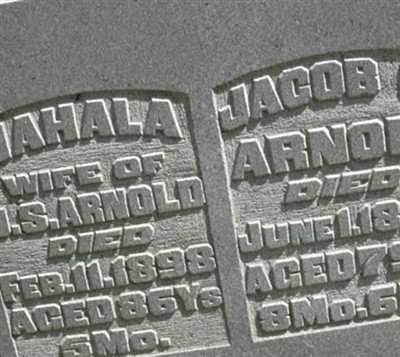 MAHALA
WIFE OF
J.S. ARNOLD
DIED
FEB. 11. 1898
AGED 86 YS
5 MO.
JACOB
ARNOL
DIED
JUNE 1. 18
AGED 7
8 MO. 6